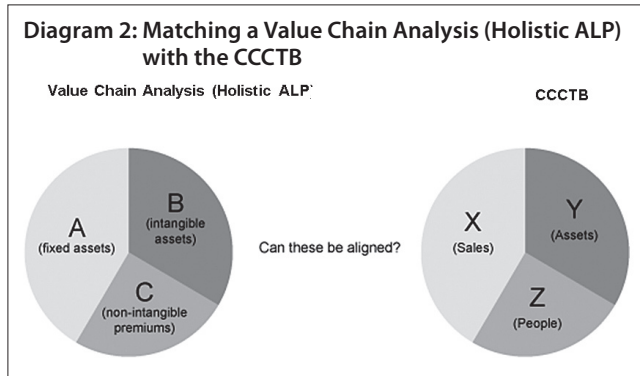 Diagram 2: Matching a Value Chain Analysis (Holistic ALP)
with the CCCTB
Value Chain Analysis (Holistic ALP)
CCCTB
A
(fixed assets)
B
(intangible
assets)
C
(non-intangible
premiums)
Can these be aligned?
X
(Sales)
Y
(Assets)
Z
(People)